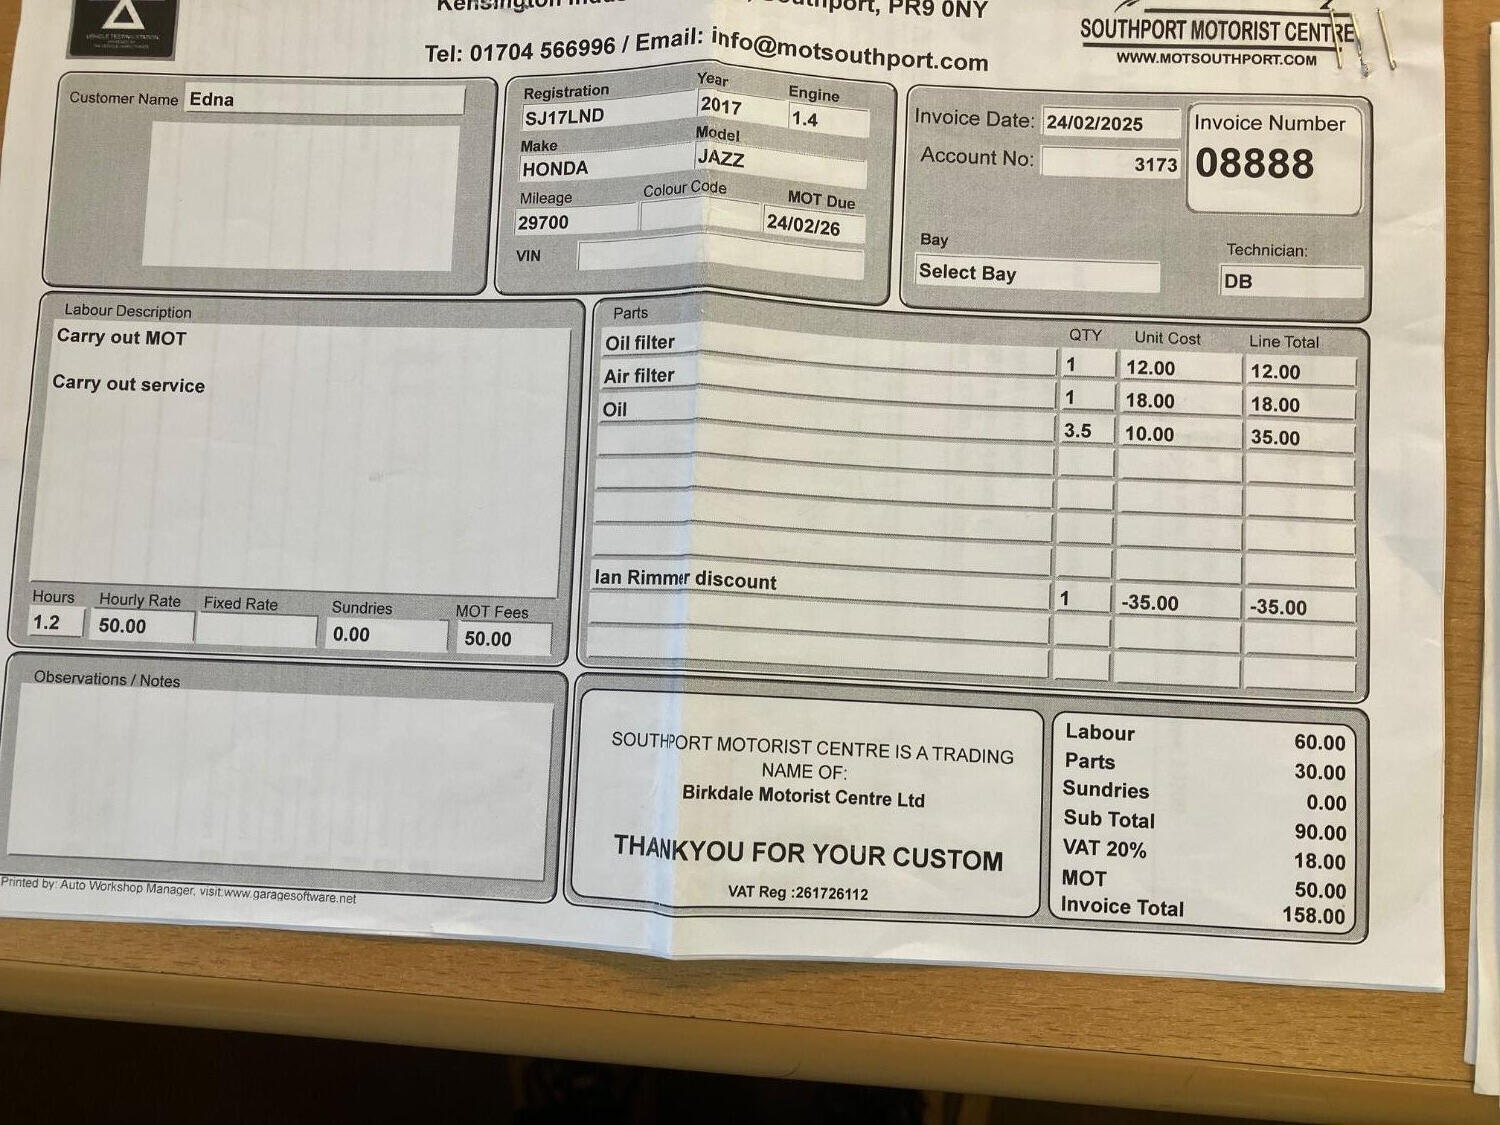 Kensington
Southport, PR9 0NY
Tel: 01704 566996 / Email: info@motsouthport.com
SOUTHPORT MOTORIST CENTRE
WWW.MOTSOUTHPORT.COM
Customer Name Edna
Registration Year Engine
SJ17LND 2017 1.4
Make Model
HONDA JAZZ
Mileage Colour Code MOT Due
29700 24/02/26
VIN
Invoice Date: 24/02/2025
Account No: 3173
Invoice Number
08888
Bay Technician:
Select Bay DB
Labour Description
Carry out MOT
Carry out service
Hours Hourly Rate Fixed Rate Sundries MOT Fees
1.2 50.00 0.00 50.00
Parts QTY Unit Cost Line Total
Oil filter 1 12.00 12.00
Air filter 1 18.00 18.00
Oil 3.5 10.00 35.00
Ian Rimmer discount 1 -35.00 -35.00
Observations / Notes
SOUTHPORT MOTORIST CENTRE IS A TRADING
NAME OF:
Birkdale Motorist Centre Ltd
THANKYOU FOR YOUR CUSTOM
VAT Reg :261726112
Labour 60.00
Parts 30.00
Sundries 0.00
Sub Total 90.00
VAT 20% 18.00
MOT 50.00
Invoice Total 158.00
Printed by: Auto Workshop Manager, visit:www.garagesoftware.net